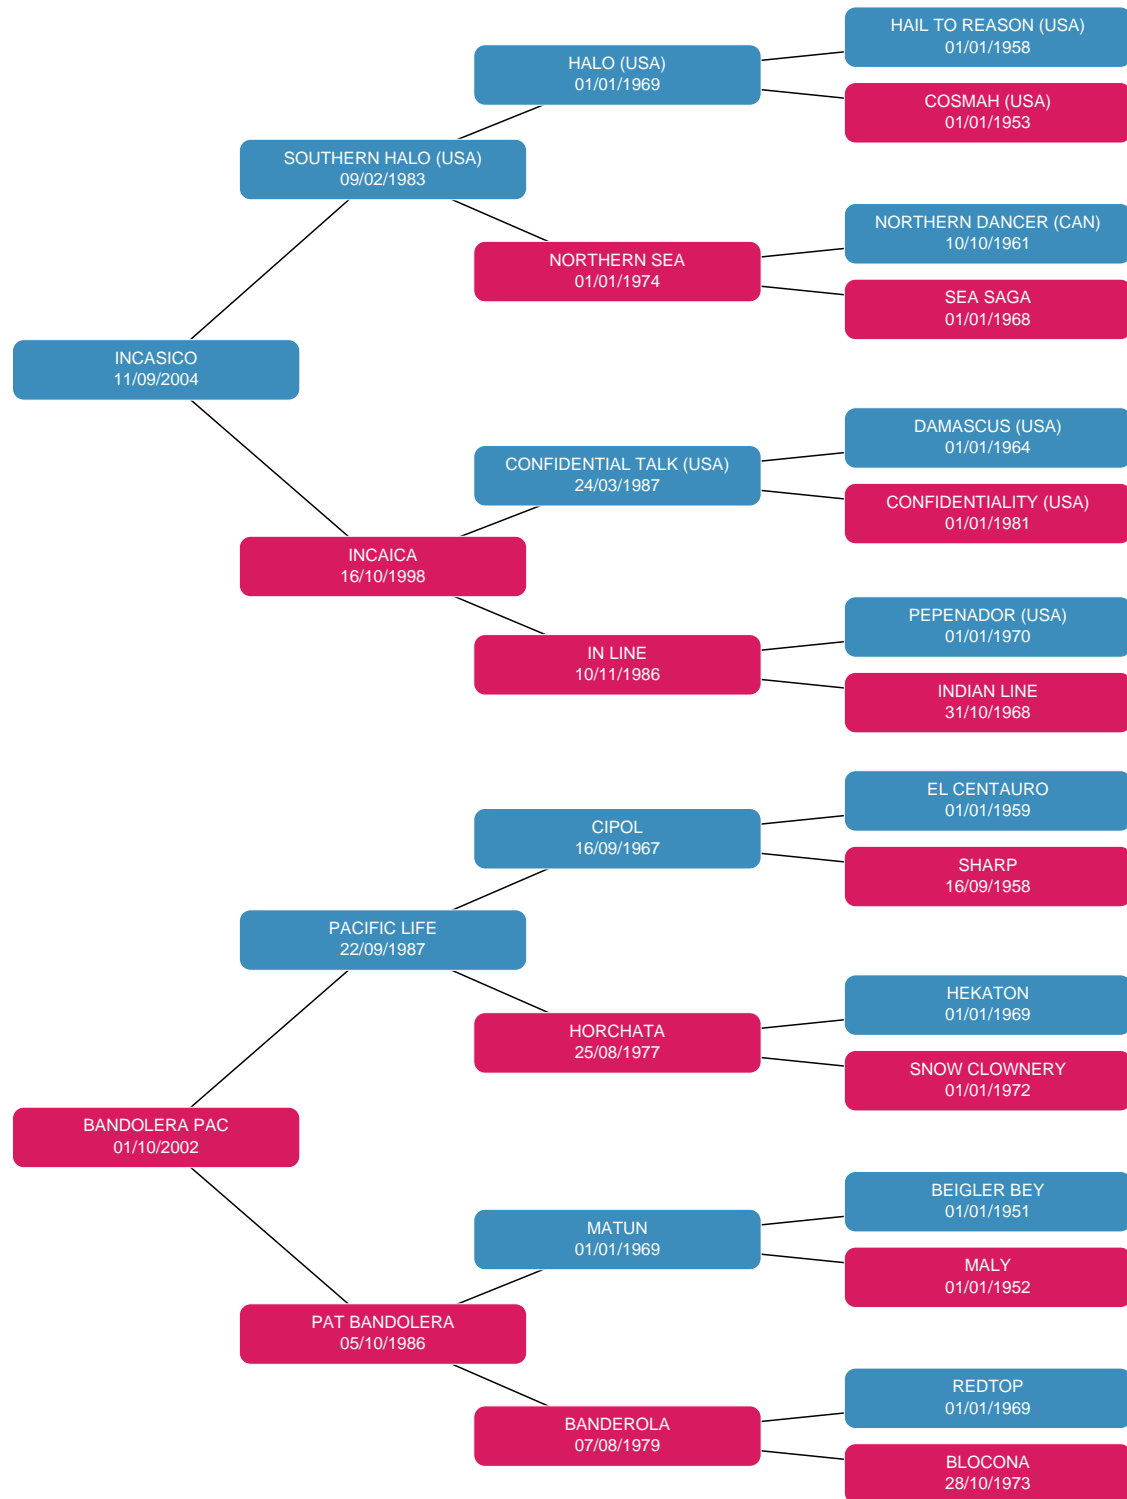 HAIL TO REASON (USA)
01/01/1958
HALO (USA)
01/01/1969
COSMAH (USA)
01/01/1953
SOUTHERN HALO (USA)
09/02/1983
NORTHERN DANCER (CAN)
10/10/1961
NORTHERN SEA
01/01/1974
SEA SAGA
01/01/1968
INCASICO
11/09/2004
DAMASCUS (USA)
01/01/1964
CONFIDENTIAL TALK (USA)
24/03/1987
CONFIDENTIALITY (USA)
01/01/1981
INCAICA
16/10/1998
PEPENADOR (USA)
01/01/1970
IN LINE
10/11/1986
INDIAN LINE
31/10/1968
EL CENTAURO
01/01/1959
CIPOL
16/09/1967
SHARP
16/09/1958
PACIFIC LIFE
22/09/1987
HEKATON
01/01/1969
HORCHATA
25/08/1977
SNOW CLOWNERY
01/01/1972
BANDOLERA PAC
01/10/2002
BEIGLER BEY
01/01/1951
MATUN
01/01/1969
MALY
01/01/1952
PAT BANDOLERA
05/10/1986
REDTOP
01/01/1969
BANDEROLA
07/08/1979
BLOCONA
28/10/1973